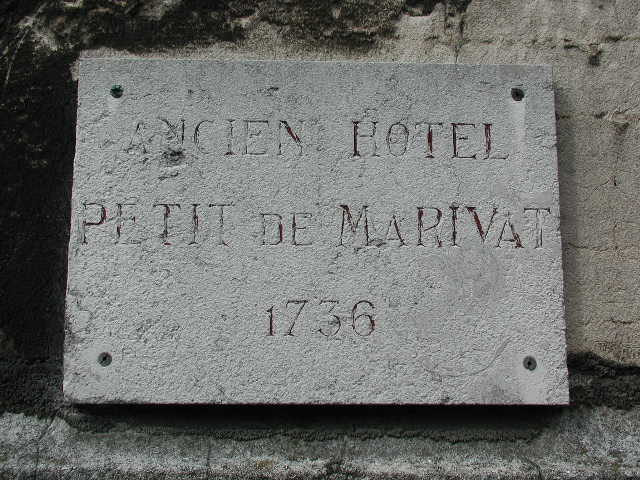 ANCIEN HOTEL
PETIT DE MARIVAT
1736